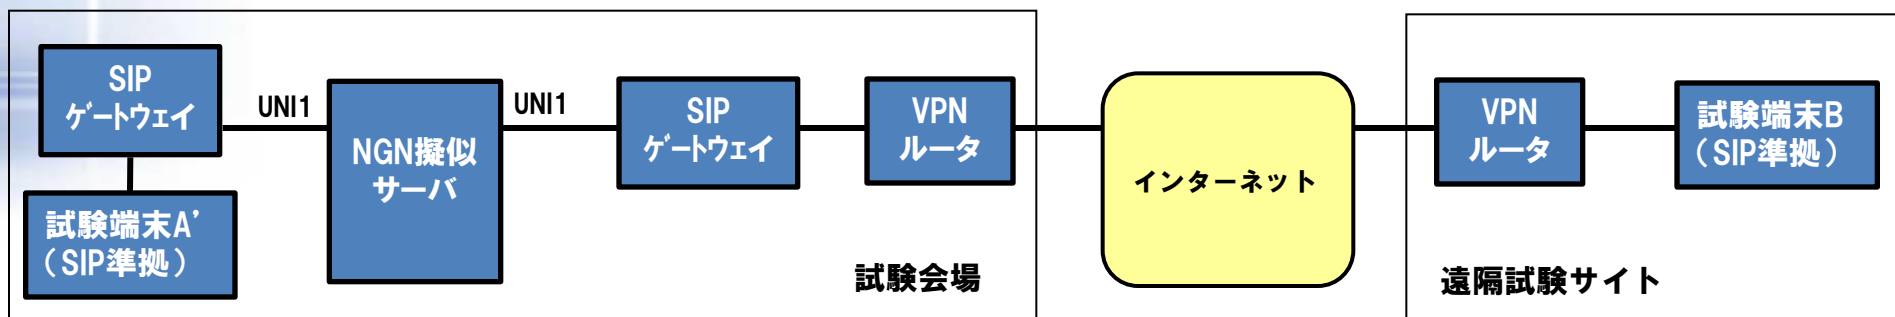 SIP
ゲートウェイ
UNI1
NGN擬似
サーバ
UNI1
SIP
ゲートウェイ
VPN
ルータ
インターネット
VPN
ルータ
試験端末B
（SIP準拠）
試験端末A’
（SIP準拠）
試験会場
遠隔試験サイト